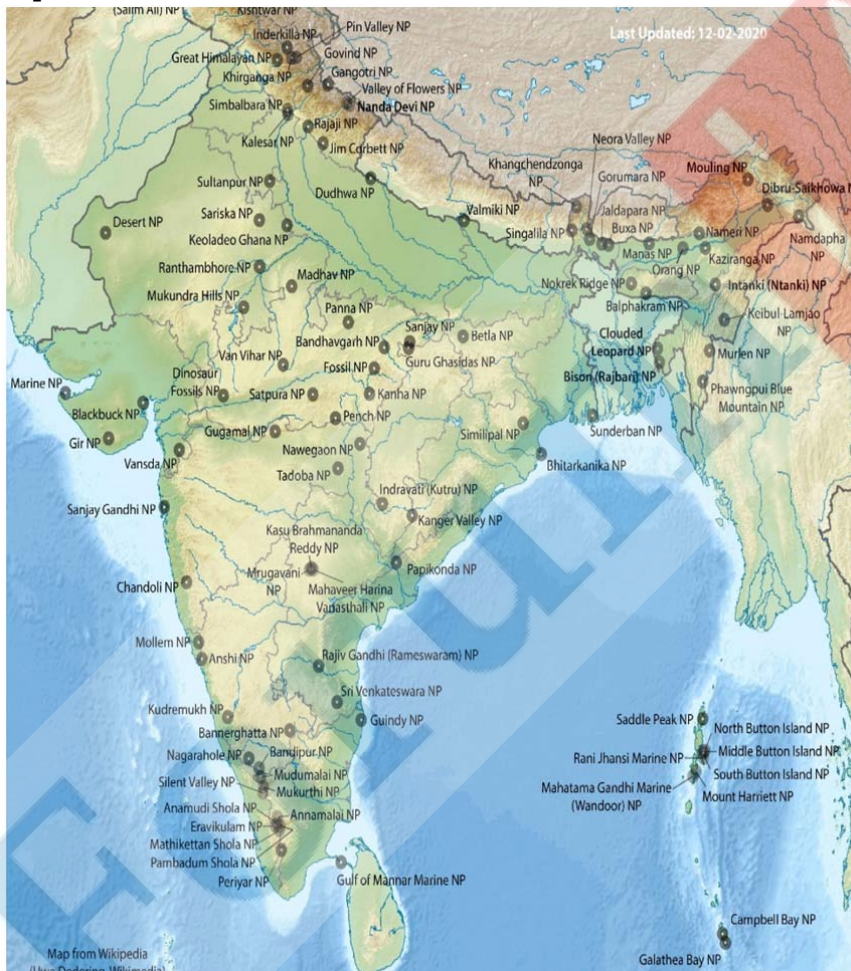 (Salim Ali) NP
Kishtwar NP
Pin Valley NP
Inderkilla NP
Last Updated: 12-02-2020
Govind NP
Great Himalayan NP
Gangotri NP
Khirganga NP
Valley of Flowers NP
Simbalbara NP
Nanda Devi NP
Rajaji NP
Kalesar NP
Jim Corbett NP
Neora Valley NP
Khangchendzonga
NP
Gorumara NP
Mouling NP
Sultanpur NP
Dudhwa NP
Dibru-Saikhowa N
Jaldapara NP
Sariska NP
Valmiki NP
Buxa NP
Desert NP
Keoladeo Ghana NP
Singalila NP
Nameri NP
Namdapha
NP
Manas NP
Kaziranga NP
Orang NP
Ranthambhore NP
Madhav NP
Nokrek Ridge NP
Intanki (Ntanki) NP
Mukundra Hills NP
Balphakram NP
Panna NP
Keibul-Lamjao
NP
Sanjay NP
Betla NP
Clouded
Leopard NP
Bandhavgarh NP
Van Vihar NP
Guru Ghasidas NP
Murlen NP
Fossil NP
Bison (Rajbari) NP
Dinosaur
Fossils NP
Marine NP
Satpura NP
Kanha NP
Phawngpui Blue
Mountain NP
Blackbuck NP
Pench NP
Sunderban NP
Gir NP
Gugamal NP
Similipal NP
Nawegaon NP
Vansda NP
Bhitarkanika NP
Tadoba NP
Indravati (Kutru) NP
Sanjay Gandhi NP
Kanger Valley NP
Kasu Brahmananda
Reddy NP
Papikonda NP
Mrugavani
NP
Chandoli NP
Mahaveer Harina
Vanasthali NP
Mollem NP
Anshi NP
Rajiv Gandhi (Rameswaram) NP
Sri Venkateswara NP
Kudremukh NP
Guindy NP
Saddle Peak NP
Bannerghatta NP
North Button Island NP
Nagarahole NP
Bandipur NP
Middle Button Island NP
Rani Jhansi Marine NP
Mudumalai NP
South Button Island NP
Silent Valley NP
Mukurthi NP
Mahatama Gandhi Marine
(Wandoor) NP
Mount Harriett NP
Anamudi Shola NP
Annamalai NP
Eravikulam NP
Mathikettan Shola NP
Pambadum Shola NP
Periyar NP
Gulf of Mannar Marine NP
Campbell Bay NP
Galathea Bay NP
Map from Wikipedia